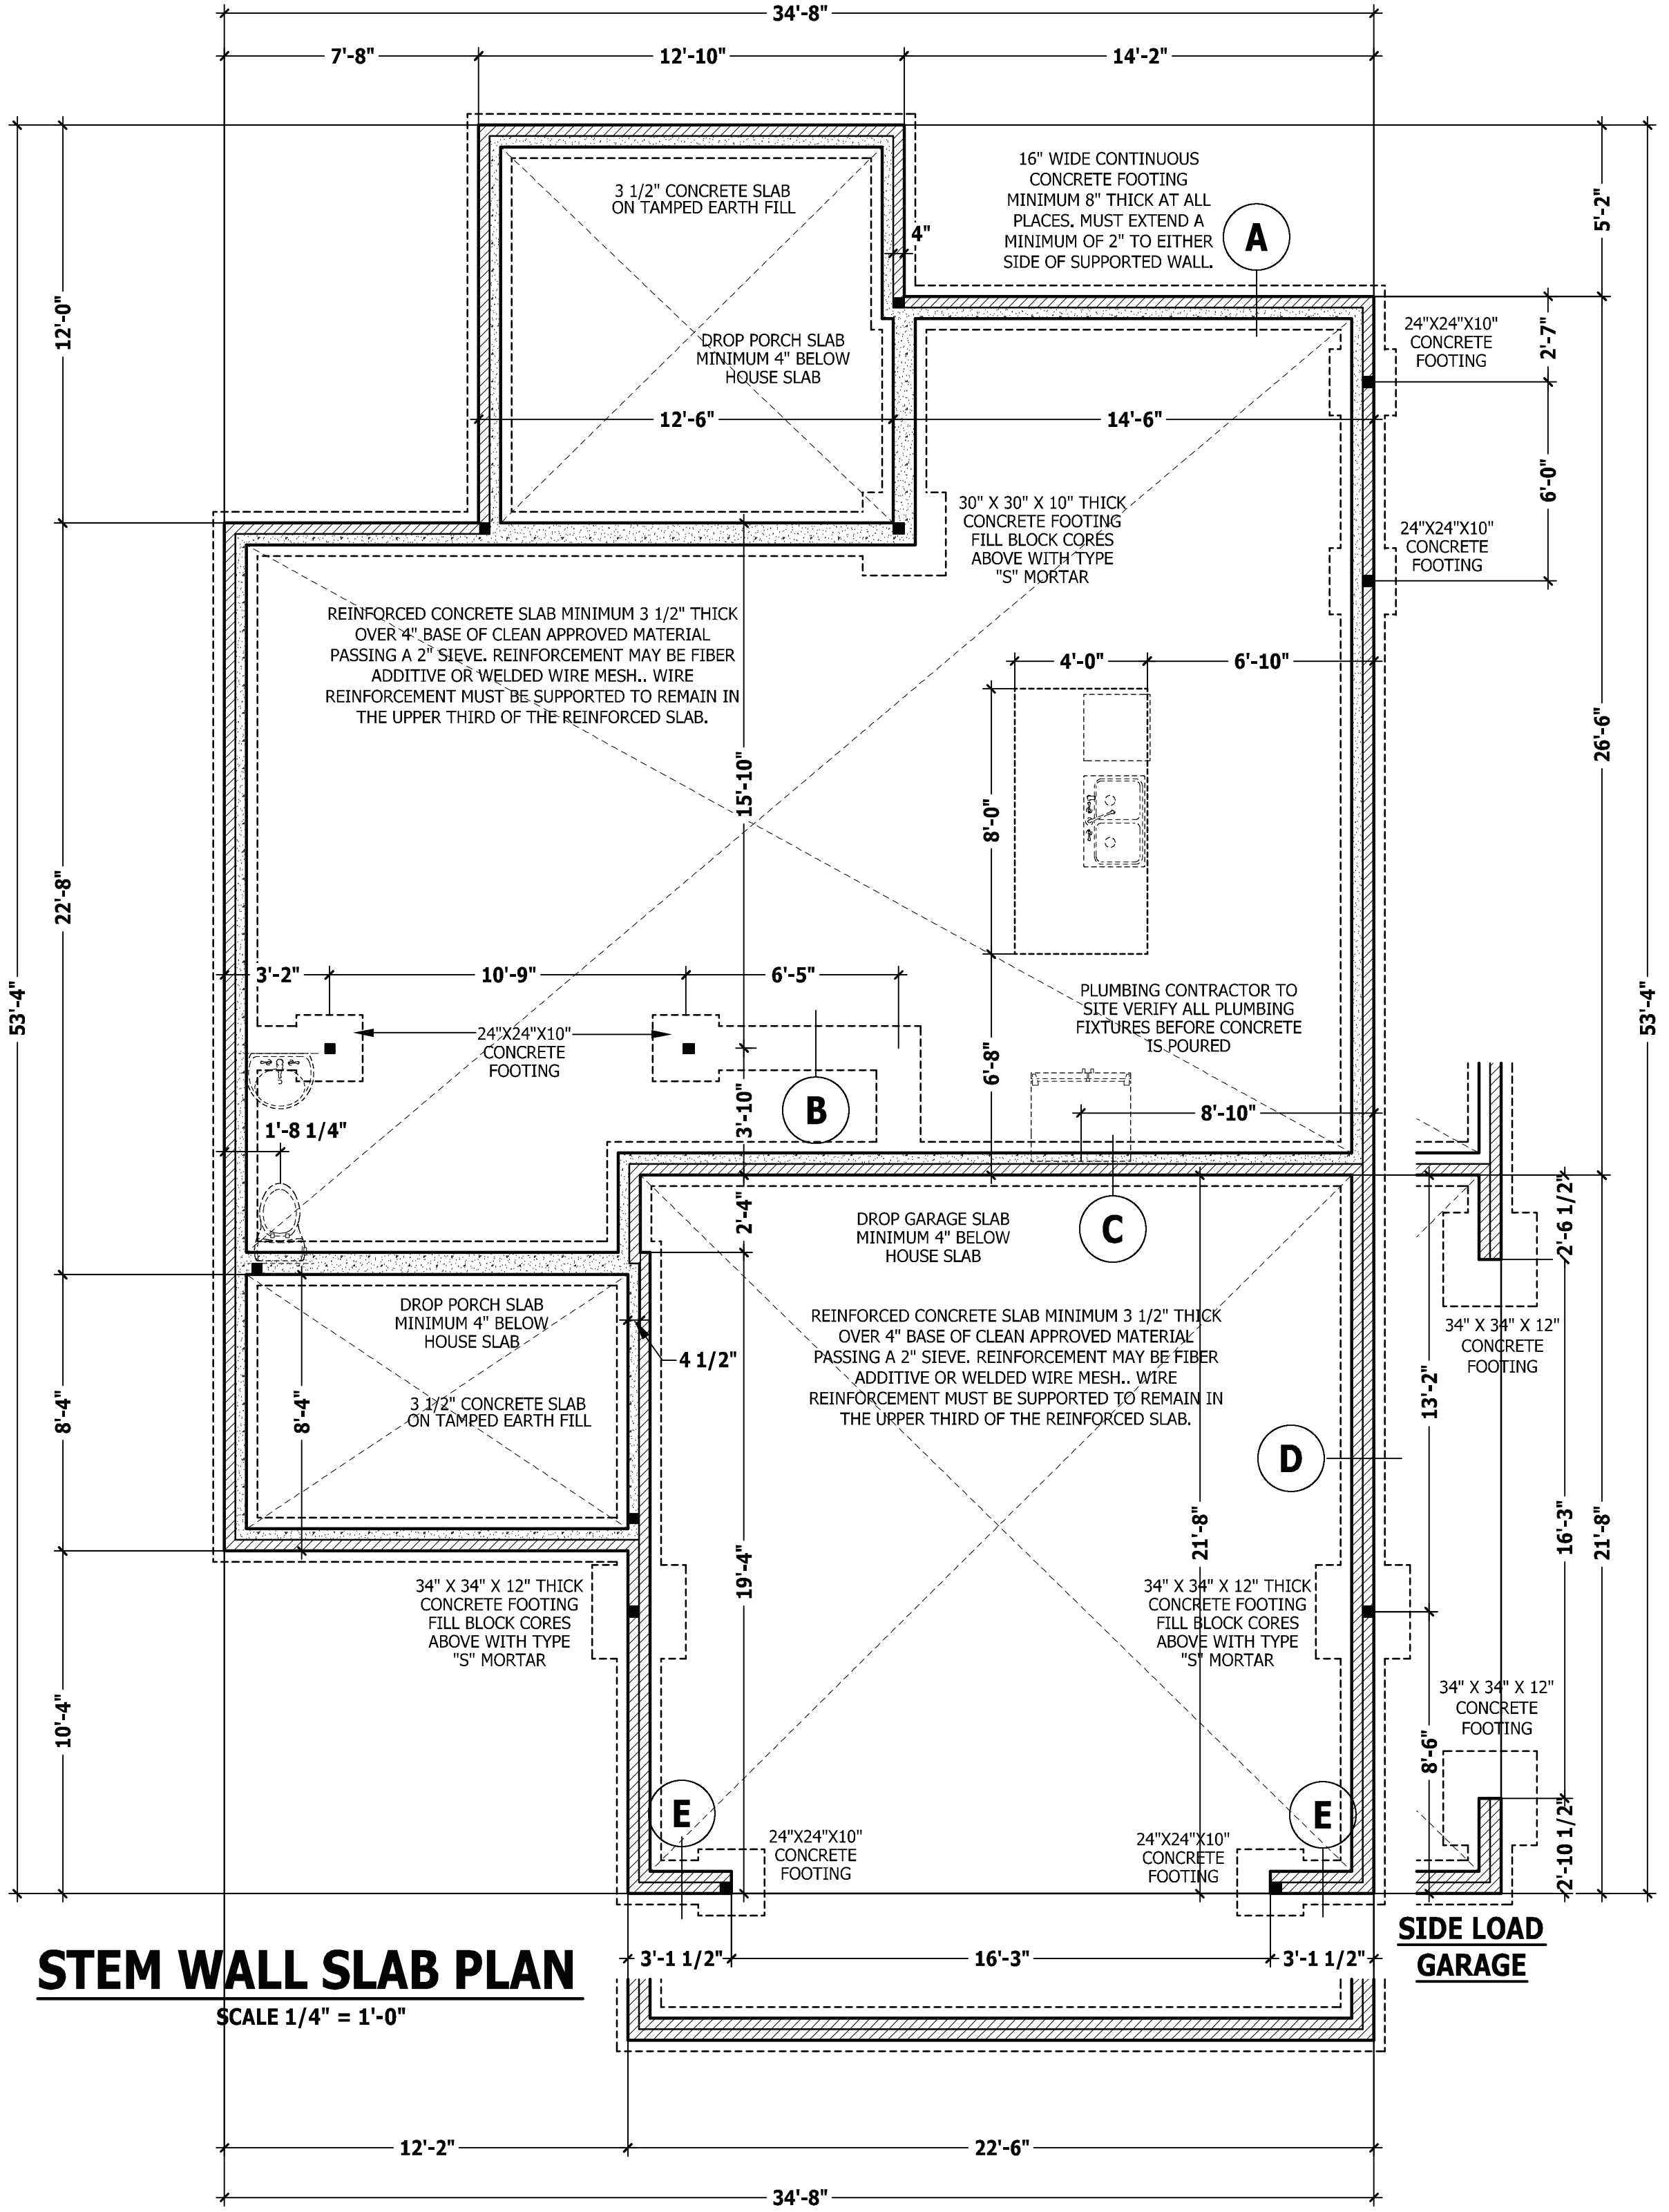 34'-8"
7'-8"
12'-10"
14'-2"
16" WIDE CONTINUOUS
CONCRETE FOOTING
MINIMUM 8" THICK AT ALL
PLACES. MUST EXTEND A
MINIMUM OF 2" TO EITHER
SIDE OF SUPPORTED WALL.
A
3 1/2" CONCRETE SLAB
ON TAMPED EARTH FILL
4"
5'-2"
12'-0"
DROP PORCH SLAB
MINIMUM 4" BELOW
HOUSE SLAB
24"X24"X10"
CONCRETE
FOOTING
2'-7"
12'-6"
14'-6"
6'-0"
30" X 30" X 10" THICK
CONCRETE FOOTING
FILL BLOCK CORES
ABOVE WITH TYPE
"S" MORTAR
24"X24"X10"
CONCRETE
FOOTING
REINFORCED CONCRETE SLAB MINIMUM 3 1/2" THICK
OVER 4" BASE OF CLEAN APPROVED MATERIAL
PASSING A 2" SIEVE. REINFORCEMENT MAY BE FIBER
ADDITIVE OR WELDED WIRE MESH.. WIRE
REINFORCEMENT MUST BE SUPPORTED TO REMAIN IN
THE UPPER THIRD OF THE REINFORCED SLAB.
4'-0"
6'-10"
26'-6"
15'-10"
8'-0"
22'-8"
53'-4"
53'-4"
3'-2"
10'-9"
6'-5"
24"X24"X10"
CONCRETE
FOOTING
PLUMBING CONTRACTOR TO
SITE VERIFY ALL PLUMBING
FIXTURES BEFORE CONCRETE
IS POURED
6'-8"
3'-10"
B
8'-10"
1'-8 1/4"
2'-4"
DROP GARAGE SLAB
MINIMUM 4" BELOW
HOUSE SLAB
C
2'-6 1/2"
DROP PORCH SLAB
MINIMUM 4" BELOW
HOUSE SLAB
4 1/2"
REINFORCED CONCRETE SLAB MINIMUM 3 1/2" THICK
OVER 4" BASE OF CLEAN APPROVED MATERIAL
PASSING A 2" SIEVE. REINFORCEMENT MAY BE FIBER
ADDITIVE OR WELDED WIRE MESH.. WIRE
REINFORCEMENT MUST BE SUPPORTED TO REMAIN IN
THE UPPER THIRD OF THE REINFORCED SLAB.
34" X 34" X 12"
CONCRETE
FOOTING
8'-4"
8'-4"
3 1/2" CONCRETE SLAB
ON TAMPED EARTH FILL
13'-2"
D
19'-4"
21'-8"
16'-3"
21'-8"
34" X 34" X 12" THICK
CONCRETE FOOTING
FILL BLOCK CORES
ABOVE WITH TYPE
"S" MORTAR
34" X 34" X 12" THICK
CONCRETE FOOTING
FILL BLOCK CORES
ABOVE WITH TYPE
"S" MORTAR
10'-4"
34" X 34" X 12"
CONCRETE
FOOTING
8'-6"
E
E
24"X24"X10"
CONCRETE
FOOTING
24"X24"X10"
CONCRETE
FOOTING
2'-10 1/2"
SIDE LOAD
GARAGE
3'-1 1/2"
16'-3"
3'-1 1/2"
STEM WALL SLAB PLAN
SCALE 1/4" = 1'-0"
12'-2"
22'-6"
34'-8"